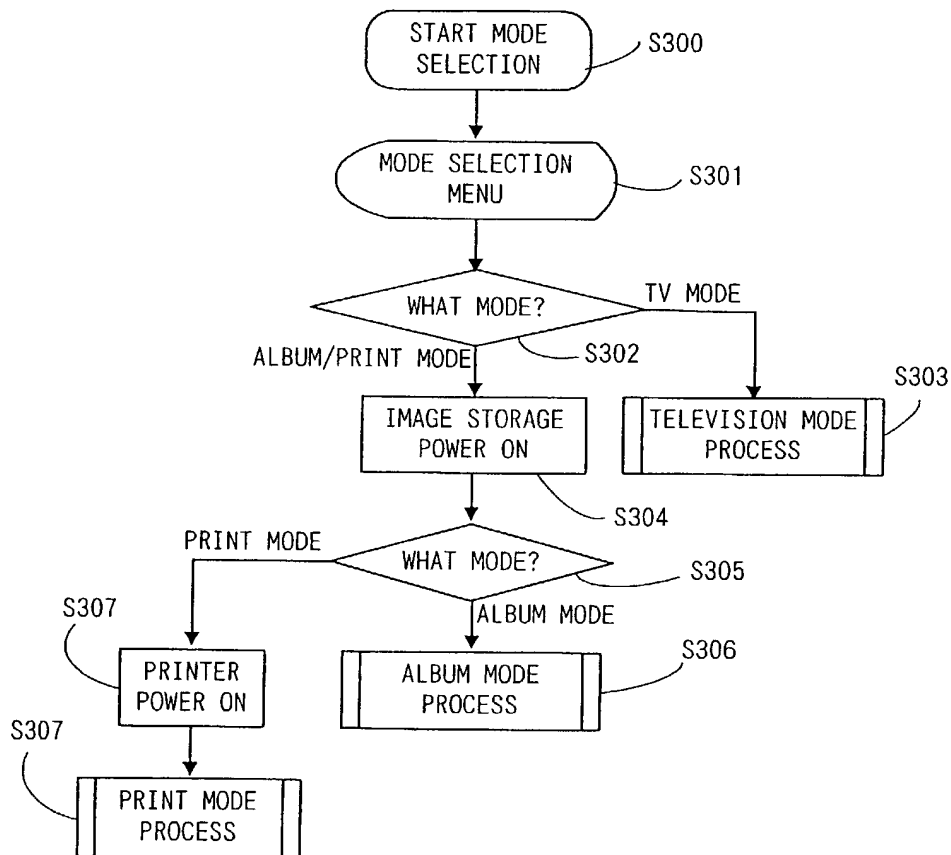 START MODE
SELECTION
S300
MODE SELECTION
MENU
S301
WHAT MODE?
TV MODE
S302
ALBUM/PRINT MODE
S303
IMAGE STORAGE
POWER ON
TELEVISION MODE
PROCESS
S304
PRINT MODE
WHAT MODE?
S305
ALBUM MODE
S307
PRINTER
POWER ON
ALBUM MODE
PROCESS
S306
S307
PRINT MODE
PROCESS